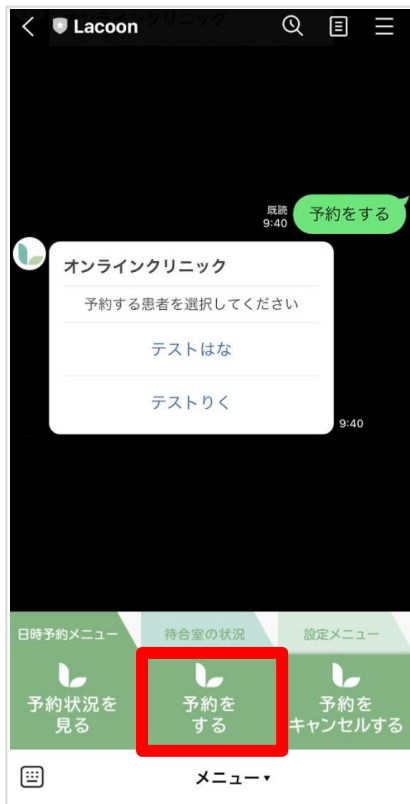 Lacoon
既読
9:40
予約をする
オンラインクリニック
予約する患者を選択してください
テストはな
テストりく
9:40
日時予約メニュー
待合室の状況
設定メニュー
予約状況を
見る
予約を
する
予約を
キャンセルする
メニュー▼